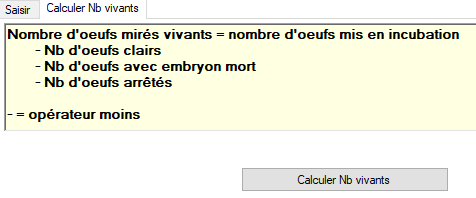 Saisir
Calculer Nb vivants
Nombre d'oeufs mirés vivants = nombre d'oeufs mis en incubation
- Nb d'oeufs clairs
- Nb d'oeufs avec embryon mort
- Nb d'oeufs arrêtés
- = opérateur moins
Calculer Nb vivants